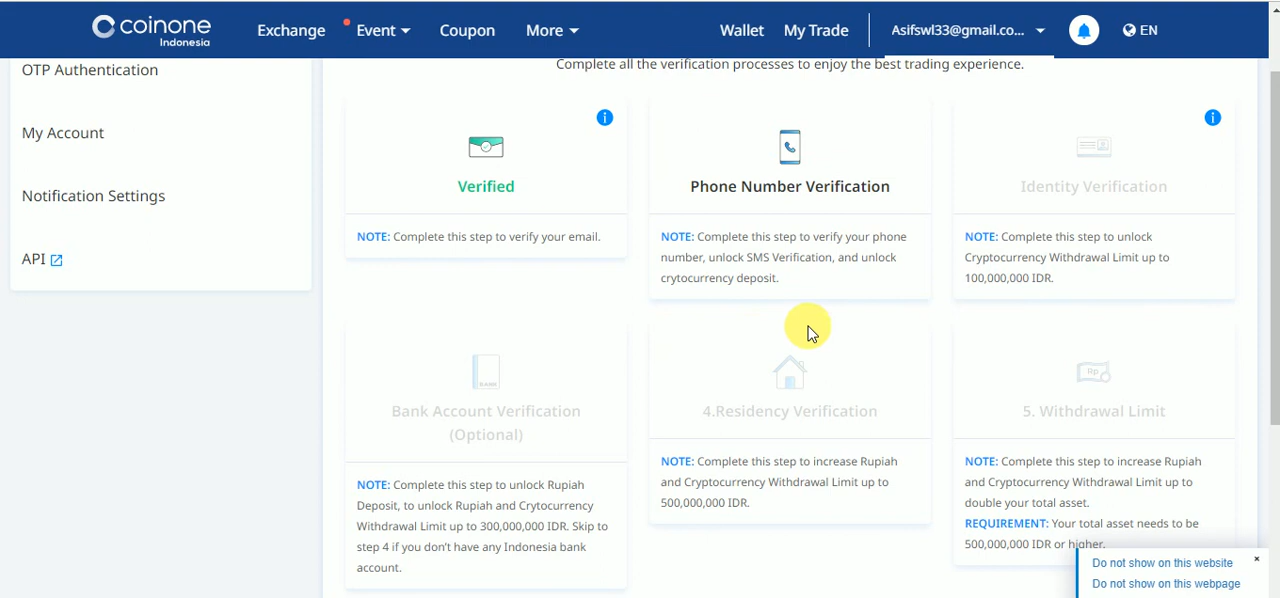 coinone
Indonesia
Exchange
Event
Coupon
More
Wallet
My Trade
Asifswl33@gmail.co...
EN
OTP Authentication
My Account
Notification Settings
API
Complete all the verification processes to enjoy the best trading experience.
Verified
NOTE: Complete this step to verify your email.
Phone Number Verification
NOTE: Complete this step to verify your phone
number, unlock SMS Verification, and unlock
crytocurrency deposit.
Identity Verification
NOTE: Complete this step to unlock
Cryptocurrency Withdrawal Limit up to
100,000,000 IDR.
BANK
Bank Account Verification
(Optional)
NOTE: Complete this step to unlock Rupiah
Deposit, to unlock Rupiah and Crytocurrency
Withdrawal Limit up to 300,000,000 IDR. Skip to
step 4 if you don't have any Indonesia bank
account.
4.Residency Verification
NOTE: Complete this step to increase Rupiah
and Cryptocurrency Withdrawal Limit up to
500,000,000 IDR.
Rp
5. Withdrawal Limit
NOTE: Complete this step to increase Rupiah
and Cryptocurrency Withdrawal Limit up to
double your total asset.
REQUIREMENT: Your total asset needs to be
500,000,000 IDR or higher.
Do not show on this website
Do not show on this webpage